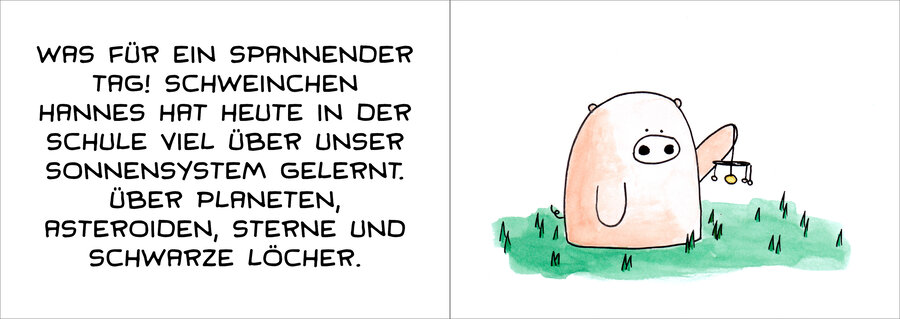 WAS FÜR EIN SPANNENDER
TAG! SCHWEINCHEN
HANNES HAT HEUTE IN DER
SCHULE VIEL ÜBER UNSER
SONNENSYSTEM GELERNT.
ÜBER PLANETEN,
ASTEROIDEN, STERNE UND
SCHWARZE LÖCHER.